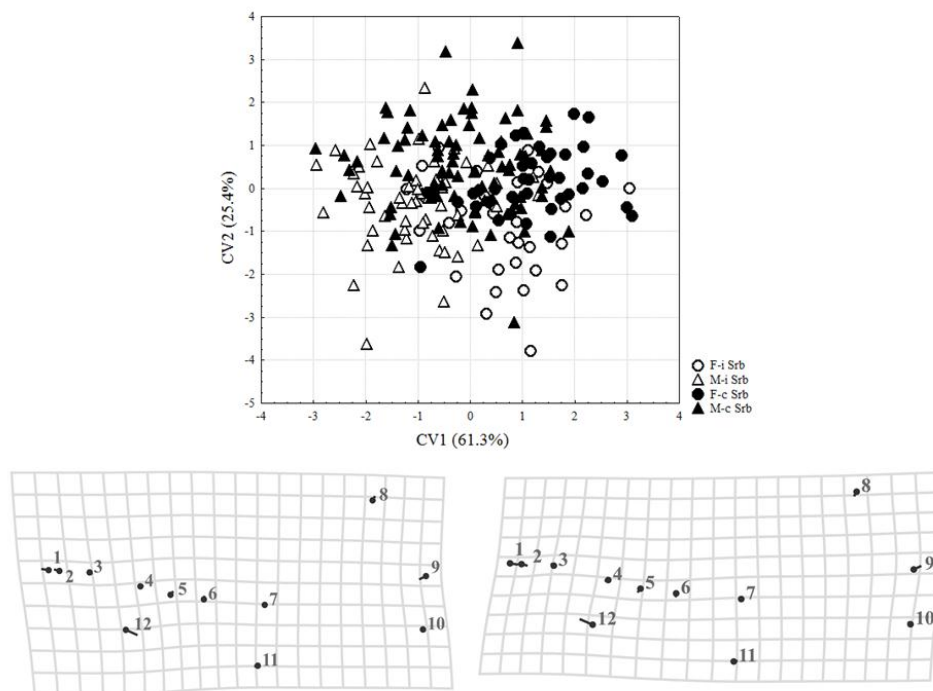 4
3
2
1
0
-1
-2
-3
-4
-5
CV2 (25.4%)
-4 -3 -2 -1 0 1 2 3 4
CV1 (61.3%)
F-i Srb
M-i Srb
F-c Srb
M-c Srb
1 2 3 4 5 6 7 8 9 10 11 12
1 2 3 4 5 6 7 8 9 10 11 12